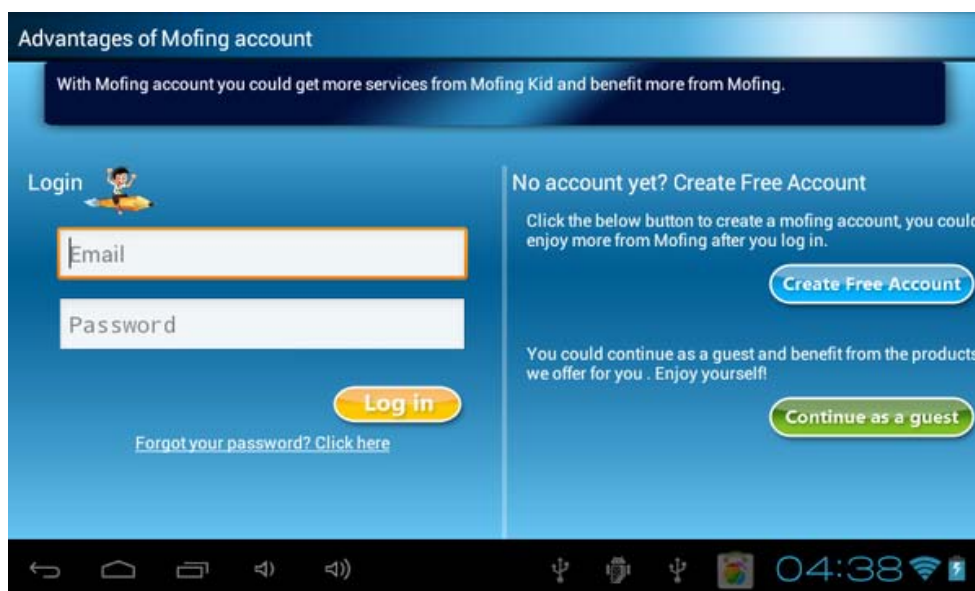 Advantages of Mofing account
With Mofing account you could get more services from Mofing Kid and benefit more from Mofing.
Login
Email
Password
Log in
Forgot your password? Click here
No account yet? Create Free Account
Click the below button to create a mofing account, you could
enjoy more from Mofing after you log in.
Create Free Account
You could continue as a guest and benefit from the products
we offer for you . Enjoy yourself!
Continue as a guest
04:38